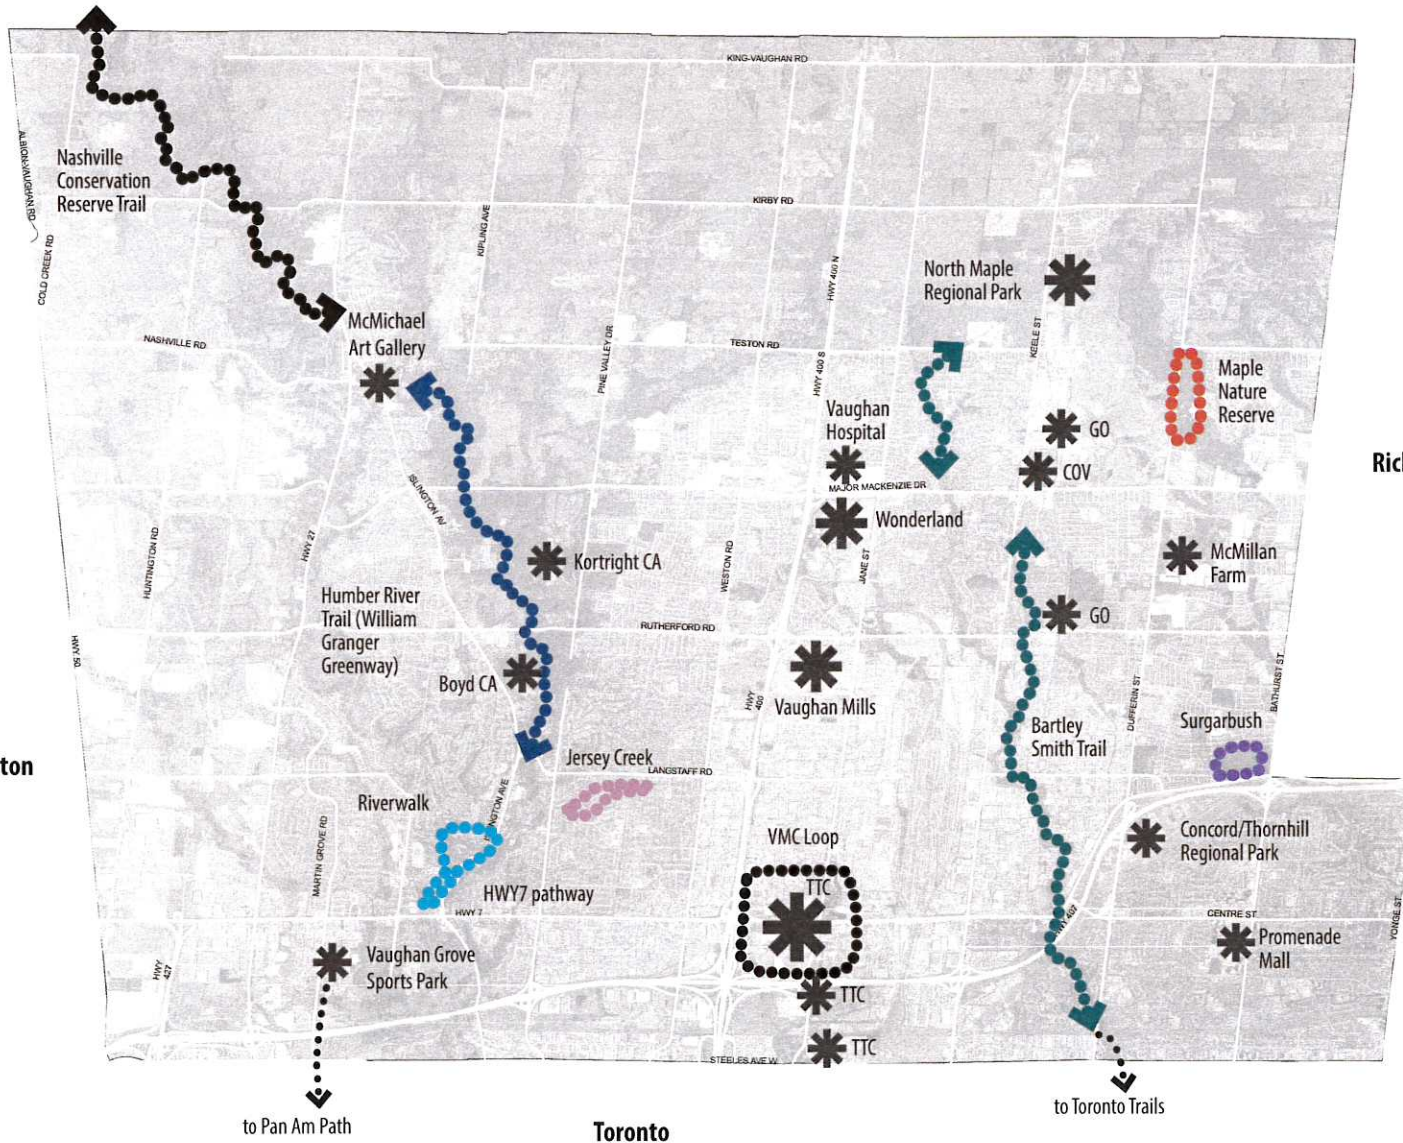 KING-VAUGHAN RD
ALBION-VAUGHAN RD
Nashville
Conservation
Reserve Trail
KIRBY RD
KIPLING AVE
COLD CREEK RD
HWY 400 N
North Maple
Regional Park
McMichael
Art Gallery
NASHVILLE RD
PINE VALLEY DR
TESTON RD
HWY 400 S
KEELE ST
Maple
Nature
Reserve
Vaughan
Hospital
GO
COV
MAJOR MACKENZIE DR
ISLINGTON AV
Wonderland
HUNTINGTON RD
HWY 27
Kortright CA
WESTON RD
JANE ST
McMillan
Farm
Humber River
Trail (William
Granger
Greenway)
RUTHERFORD RD
GO
HWY 50
Boyd CA
HWY
400
Vaughan Mills
DUFFERIN ST
BATHURST ST
Bartley
Smith Trail
Surgarbush
ton
Jersey Creek
LANGSTAFF RD
Riverwalk
MARTIN GROVE RD
VMC Loop
Concord/Thornhill
Regional Park
TTC
HWY7 pathway
HWY 7
HWY 407
CENTRE ST
YONGE ST
Promenade
Mall
Vaughan Grove
Sports Park
HWY
427
TTC
TTC
STEELES AVE W
to Pan Am Path
Toronto
to Toronto Trails